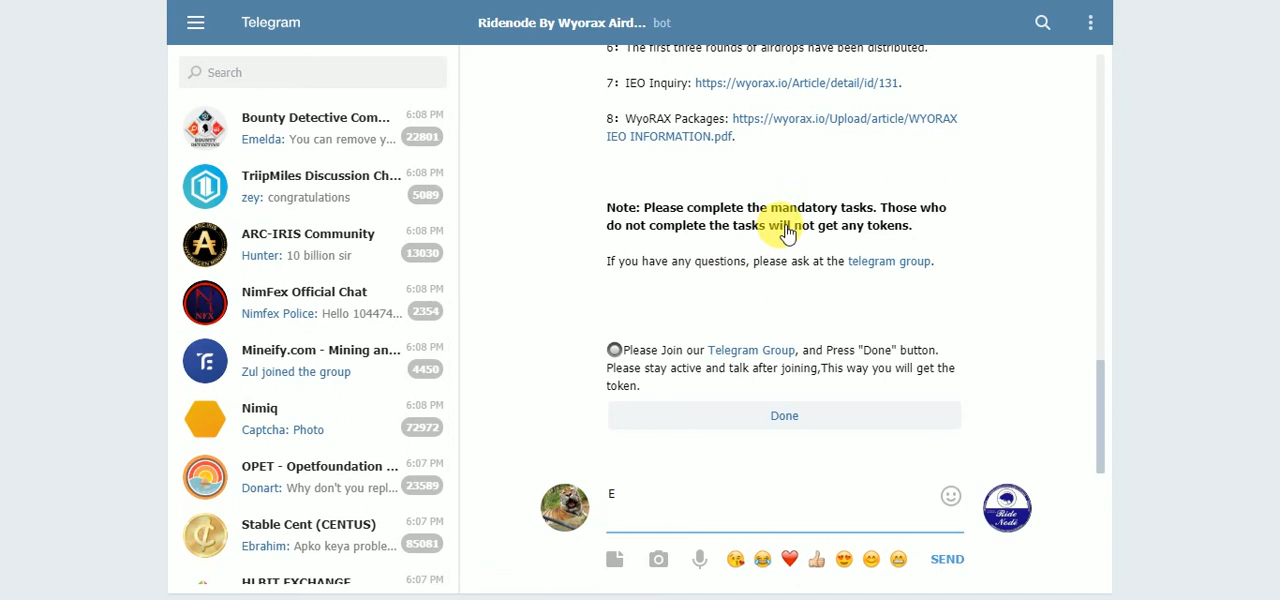 Telegram
Ridenode By Wyorax Aird... bot
Search
Bounty Detective Com... 6:08 PM
Emelda: You can remove y... 22801
TriipMiles Discussion Ch... 6:08 PM
zey: congratulations 5089
ARC-IRIS Community 6:08 PM
Hunter: 10 billion sir 13030
NimFex Official Chat 6:08 PM
Nimfex Police: Hello 104474... 2354
Mineify.com - Mining an... 6:08 PM
Zul joined the group 4450
Nimiq 6:08 PM
Captcha: Photo 72972
OPET - Opetfoundation ... 6:07 PM
Donart: Why don't you repl... 23589
Stable Cent (CENTUS) 6:07 PM
Ebrahim: Apko keya proble... 85081
HLBIT EXCHANGE 6:07 PM
6: The first three rounds of airdrops have been distributed.
7: IEO Inquiry: https://wyorax.io/Article/detail/id/131.
8: WyoRAX Packages: https://wyorax.io/Upload/article/WYORAX
IEO INFORMATION.pdf.
Note: Please complete the mandatory tasks. Those who
do not complete the tasks will not get any tokens.
If you have any questions, please ask at the telegram group.
Please Join our Telegram Group, and Press "Done" button.
Please stay active and talk after joining,This way you will get the
token.
Done
E
Ride
Node
SEND